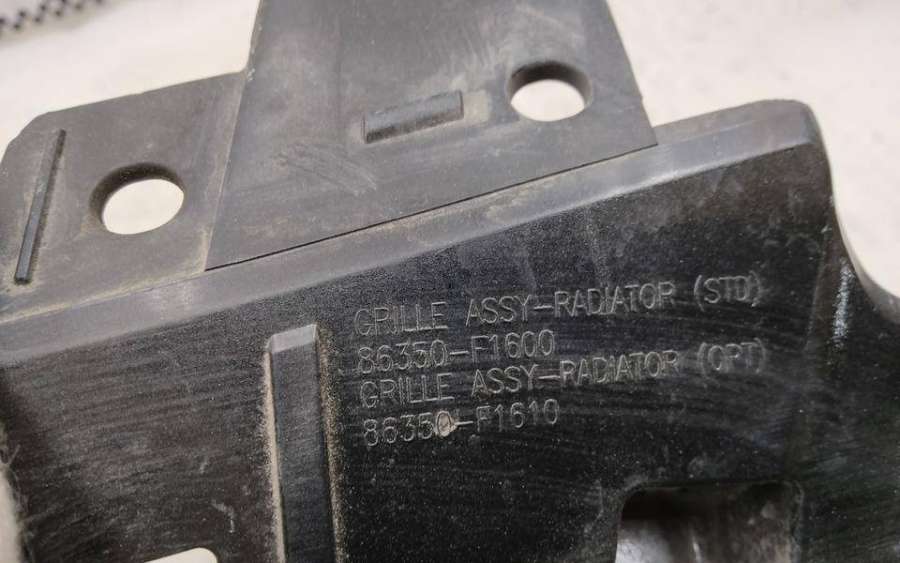 GRILLE ASSY-RADIATOR (STD)
86350-F1600
GRILLE ASSY-RADIATOR (OPT)
86350-F1610